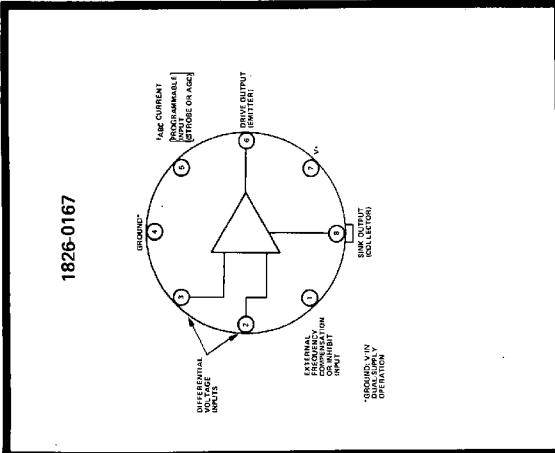 1826-0167
GROUND*
IABC CURRENT
PROGRAMMABLE
INPUT
(STROBE OR AGC)
DIFFERENTIAL
VOLTAGE
INPUTS
DRIVE OUTPUT
(EMITTER)
3
4
5
2
6
1
8
7
V+
EXTERNAL
FREQUENCY
COMPENSATION
OR INHIBIT
INPUT
SINK OUTPUT
(COLLECTOR)
*GROUND: V- IN
DUAL SUPPLY
OPERATION